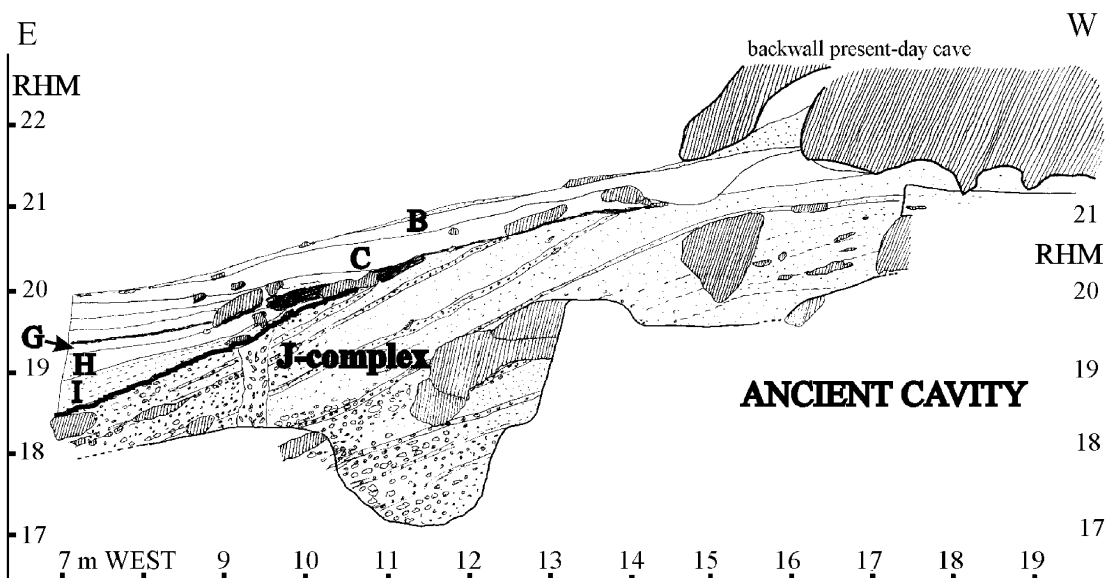 E
W
backwall present-day cave
RHM
22
21
B
21
C
RHM
20
20
G
H
J-complex
19
19
I
ANCIENT CAVITY
18
18
17
17
7 m WEST 9 10 11 12 13 14 15 16 17 18 19